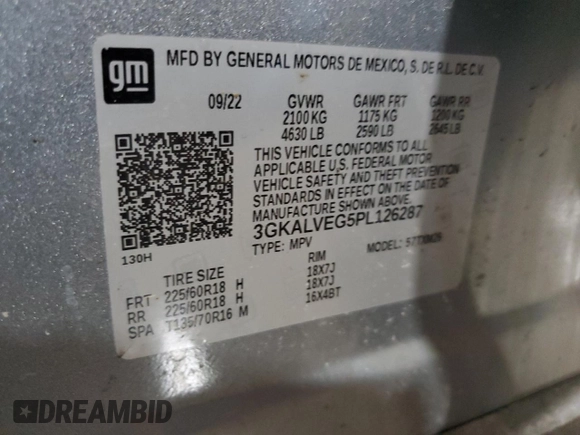 gm
MFD BY GENERAL MOTORS DE MEXICO, S. DE R.L. DE C.V.
09/22 GVWR GAWR FRT GAWR RR
2100 KG 1175 KG 1200 KG
4630 LB 2590 LB 2645 LB
THIS VEHICLE CONFORMS TO ALL
APPLICABLE U.S. FEDERAL MOTOR
VEHICLE SAFETY AND THEFT PREVENTION
STANDARDS IN EFFECT ON THE DATE OF
MANUFACTURE SHOWN ABOVE.
3GKALVEG5PL126287
TYPE: MPV MODEL:
130H
TIRE SIZE RIM
FRT 225/60R18 H 18X7J
RR 225/60R18 H 18X7J
SPA T135/70R16 M 16X4BT
DREAMBID